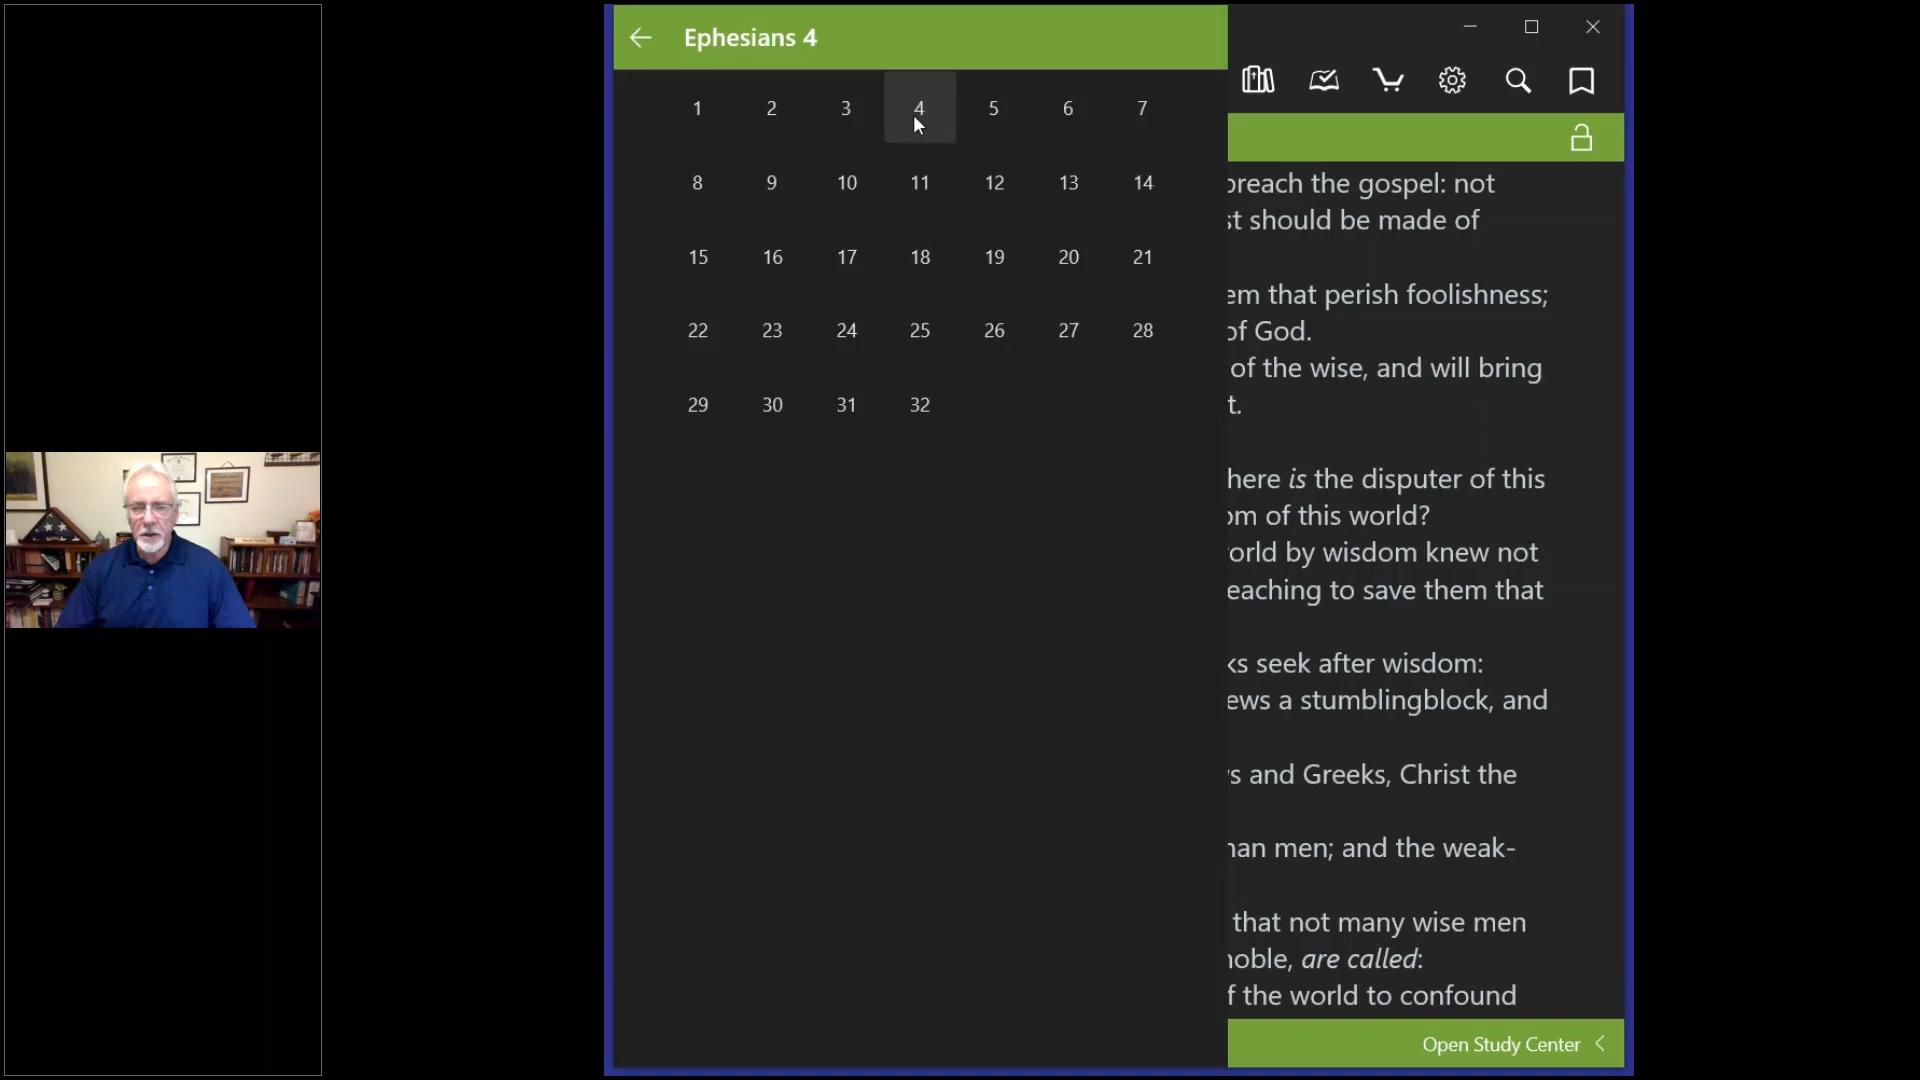 Ephesians 4
1 2 3 4 5 6 7
8 9 10 11 12 13 14
15 16 17 18 19 20 21
22 23 24 25 26 27 28
29 30 31 32
preach the gospel: not
st should be made of
em that perish foolishness;
of God.
of the wise, and will bring
t.
here is the disputer of this
om of this world?
orld by wisdom knew not
eaching to save them that
ks seek after wisdom:
ews a stumblingblock, and
s and Greeks, Christ the
han men; and the weak-
that not many wise men
noble, are called:
f the world to confound
Open Study Center